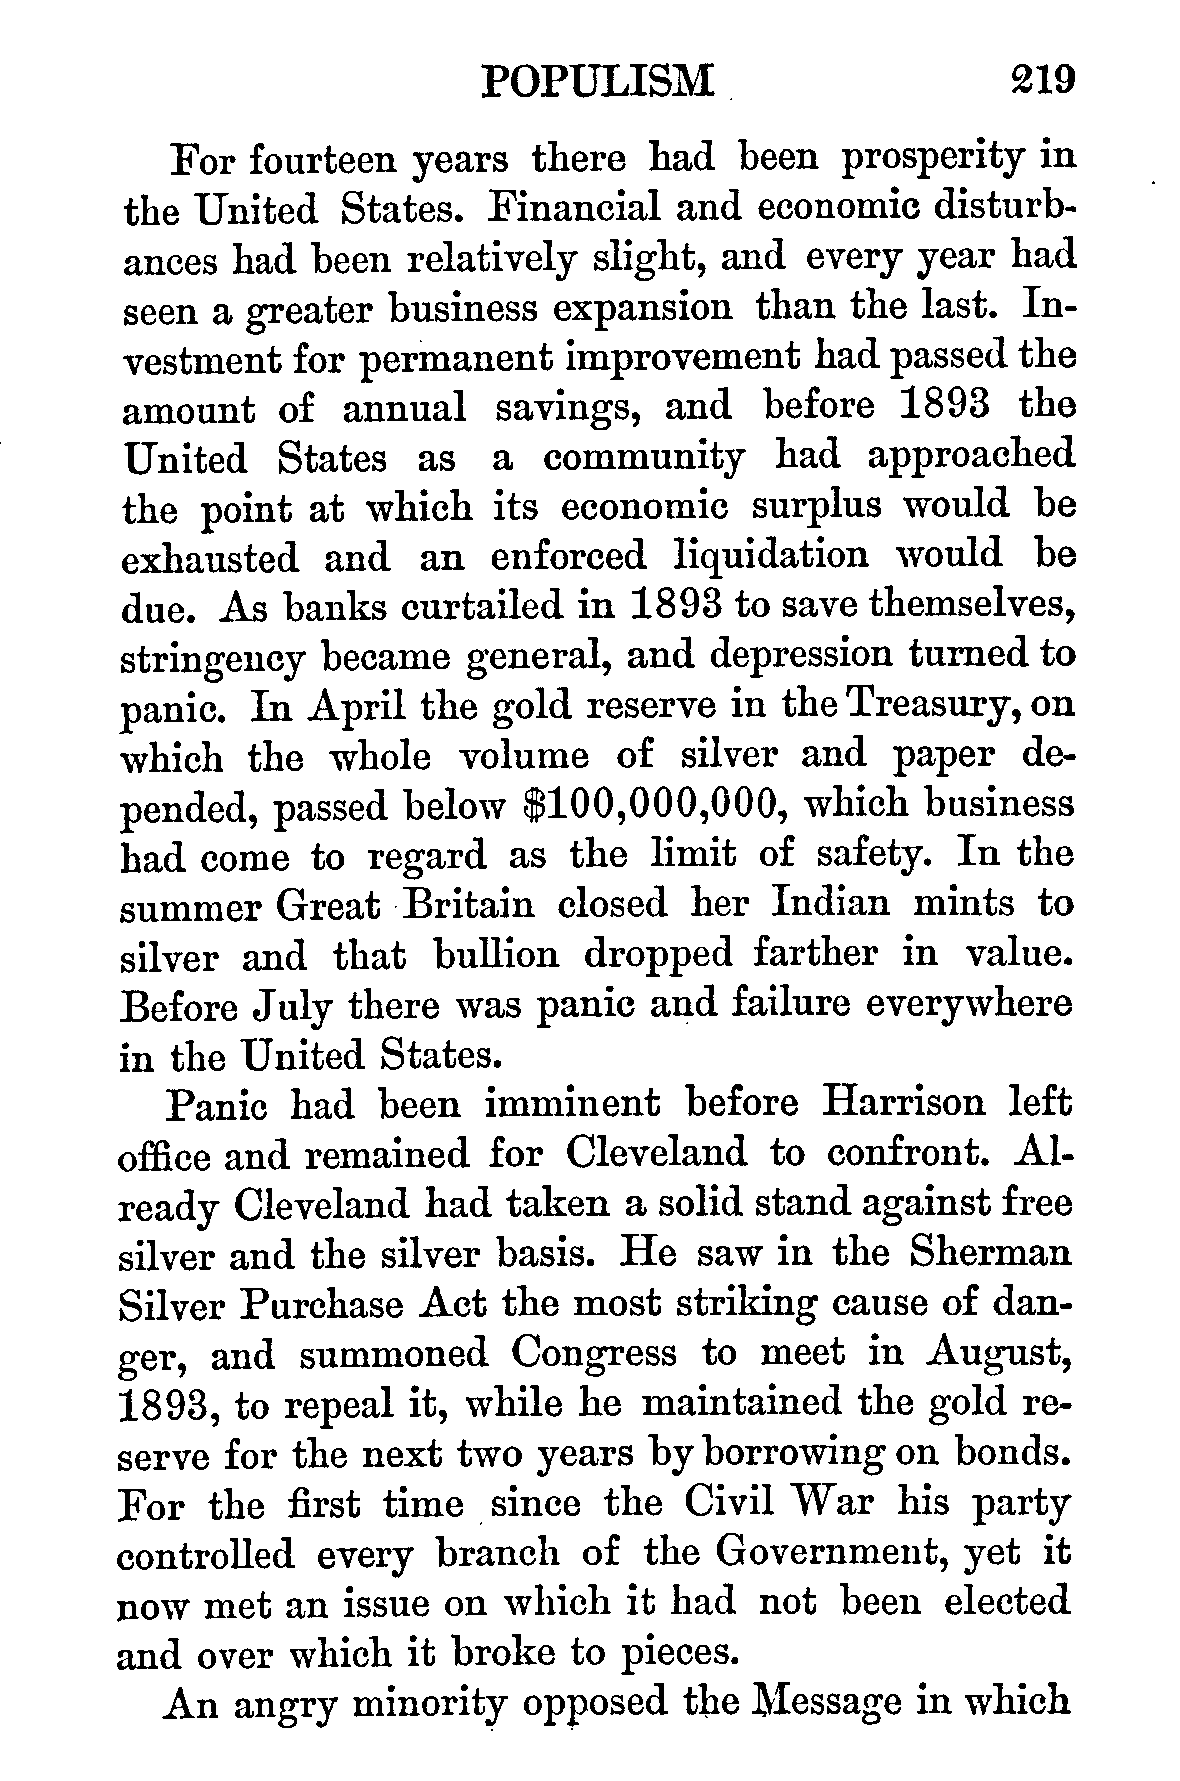 POPULISM 219
For fourteen years there had been prosperity in
the United States. Financial and economic disturb-
ances had been relatively slight, and every year had
seen a greater business expansion than the last. In-
vestment for permanent improvement had passed the
amount of annual savings, and before 1893 the
United States as a community had approached
the point at which its economic surplus would be
exhausted and an enforced liquidation would be
due. As banks curtailed in 1893 to save themselves,
stringency became general, and depression turned to
panic. In April the gold reserve in the Treasury, on
which the whole volume of silver and paper de-
pended, passed below $100,000,000, which business
had come to regard as the limit of safety. In the
summer Great Britain closed her Indian mints to
silver and that bullion dropped farther in value.
Before July there was panic and failure everywhere
in the United States.
Panic had been imminent before Harrison left
office and remained for Cleveland to confront. Al-
ready Cleveland had taken a solid stand against free
silver and the silver basis. He saw in the Sherman
Silver Purchase Act the most striking cause of dan-
ger, and summoned Congress to meet in August,
1893, to repeal it, while he maintained the gold re-
serve for the next two years by borrowing on bonds.
For the first time since the Civil War his party
controlled every branch of the Government, yet it
now met an issue on which it had not been elected
and over which it broke to pieces.
An angry minority opposed the Message in which